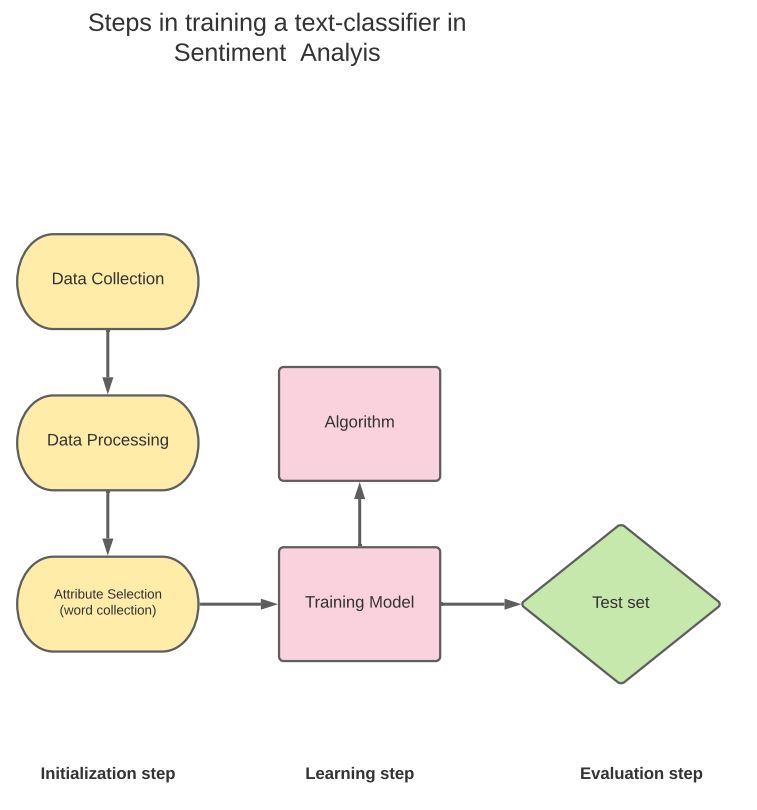 Steps in training a text-classifier in
Sentiment  Analyis
Data Collection
Data Processing
Attribute Selection
(word collection)
Algorithm
Training Model
Test set
Initialization step
Learning step
Evaluation step